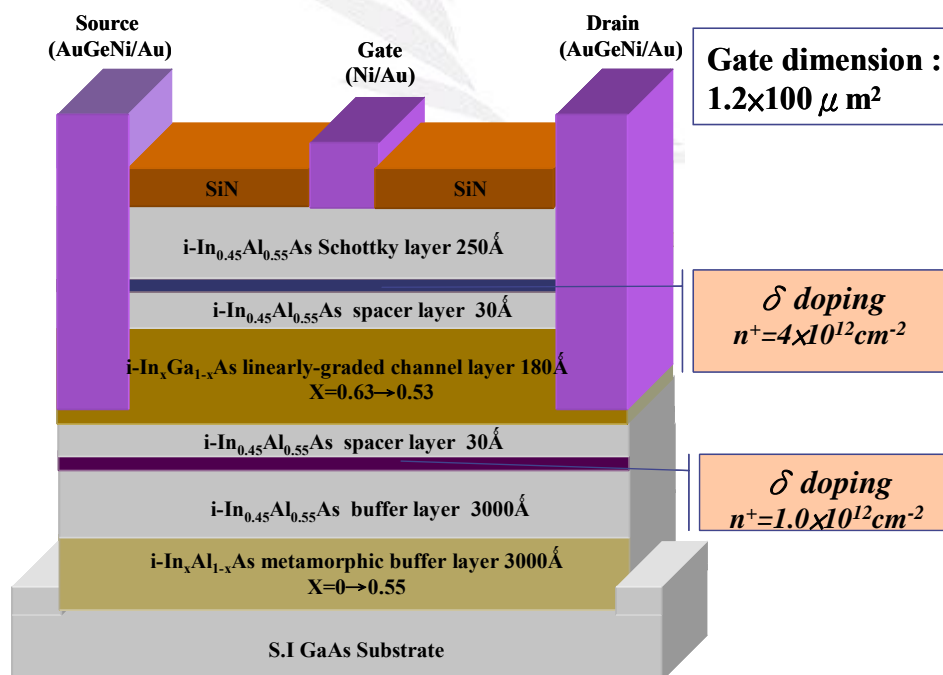 Source
(AuGeNi/Au)
Gate
(Ni/Au)
Drain
(AuGeNi/Au)
Gate dimension :
1.2×100 μ m²
SiN
SiN
i-In₀.₄₅Al₀.₅₅As Schottky layer 250Å
i-In₀.₄₅Al₀.₅₅As spacer layer 30Å
δ doping
n⁺=4×10¹²cm⁻²
i-InₓGa₁₋ₓAs linearly-graded channel layer 180Å
X=0.63→0.53
i-In₀.₄₅Al₀.₅₅As spacer layer 30Å
δ doping
n⁺=1.0×10¹²cm⁻²
i-In₀.₄₅Al₀.₅₅As buffer layer 3000Å
i-InₓAl₁₋ₓAs metamorphic buffer layer 3000Å
X=0→0.55
S.I GaAs Substrate